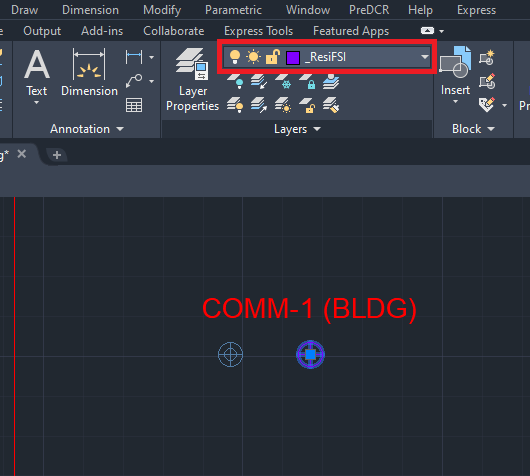 Draw Dimension Modify Parametric Window PreDCR Help Express
Output Add-ins Collaborate Express Tools Featured Apps
_ResiFSI
Text Dimension Layer Properties Insert
Annotation Layers Block
g*
COMM-1 (BLDG)